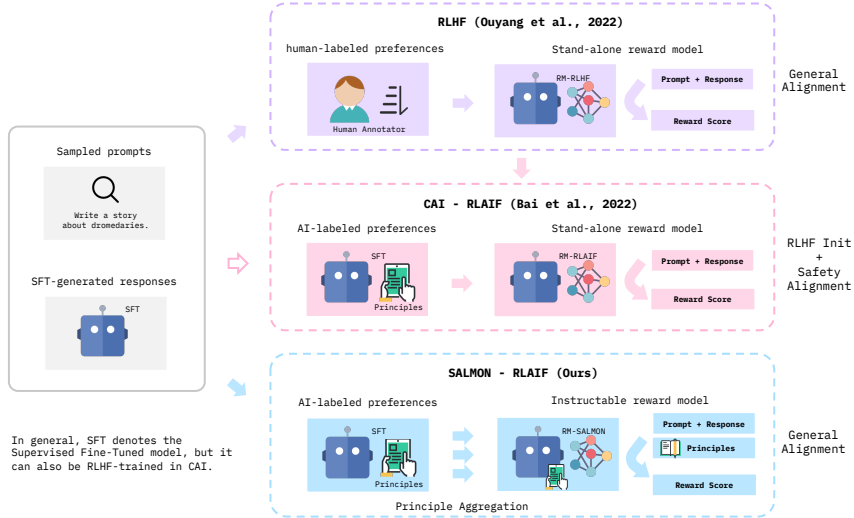 Sampled prompts
Write a story
about dromedaries.
SFT-generated responses
SFT
In general, SFT denotes the
Supervised Fine-Tuned model, but it
can also be RLHF-trained in CAI.
RLHF (Ouyang et al., 2022)
human-labeled preferences
Stand-alone reward model
Human Annotator
RM-RLHF
Prompt + Response
Reward Score
General
Alignment
CAI - RLAIF (Bai et al., 2022)
AI-labeled preferences
Stand-alone reward model
SFT
Principles
RM-RLAIF
Prompt + Response
Reward Score
RLHF Init
+
Safety
Alignment
SALMON - RLAIF (Ours)
AI-labeled preferences
Instructable reward model
SFT
Principles
RM-SALMON
Prompt + Response
Principles
Reward Score
Principle Aggregation
General
Alignment